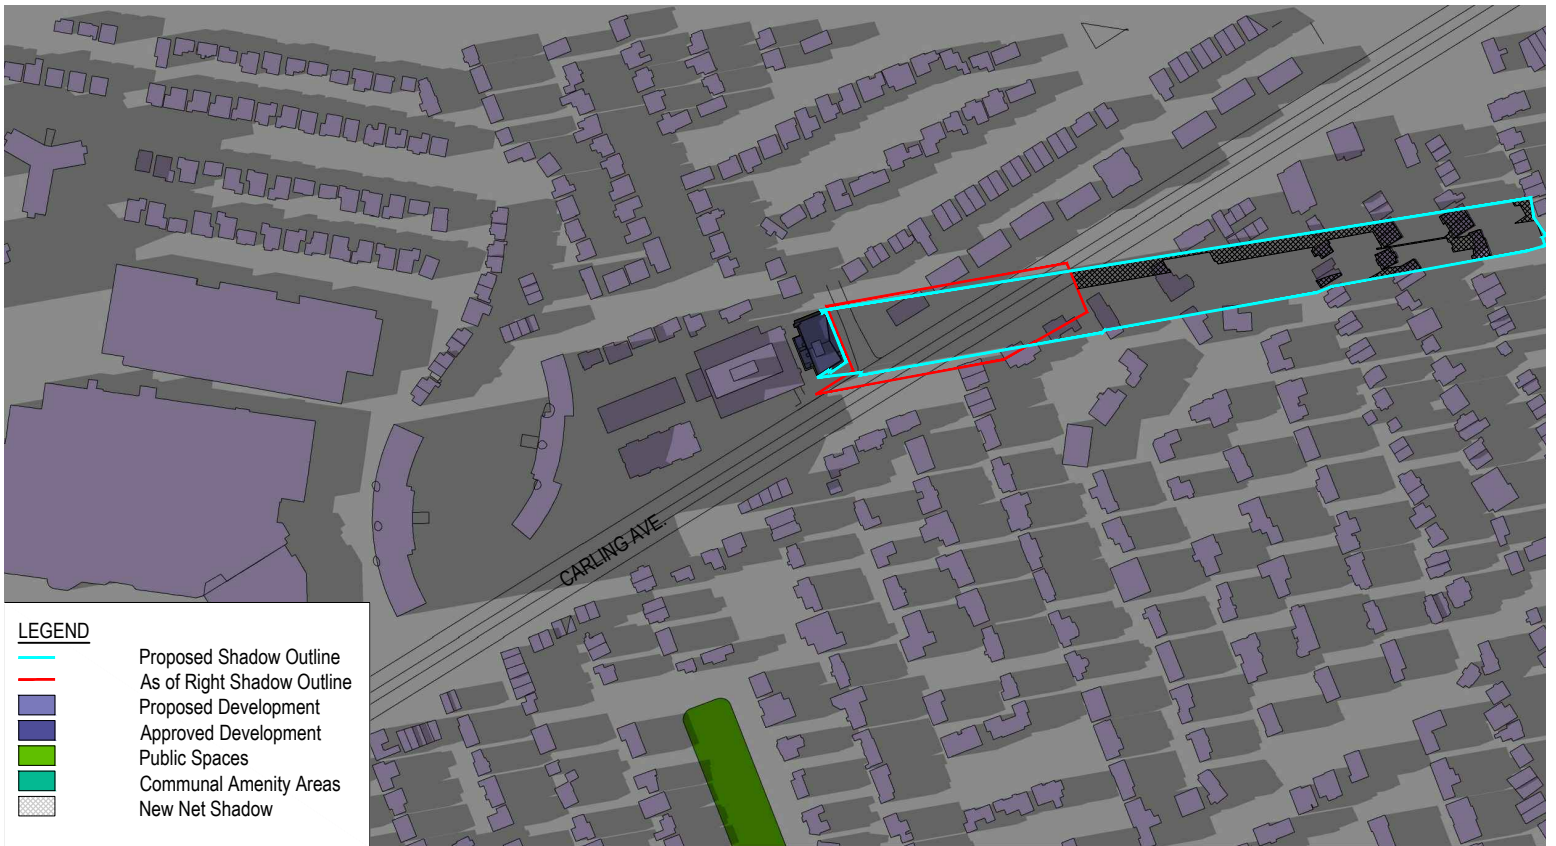 CARLING AVE.
LEGEND
Proposed Shadow Outline
As of Right Shadow Outline
Proposed Development
Approved Development
Public Spaces
Communal Amenity Areas
New Net Shadow